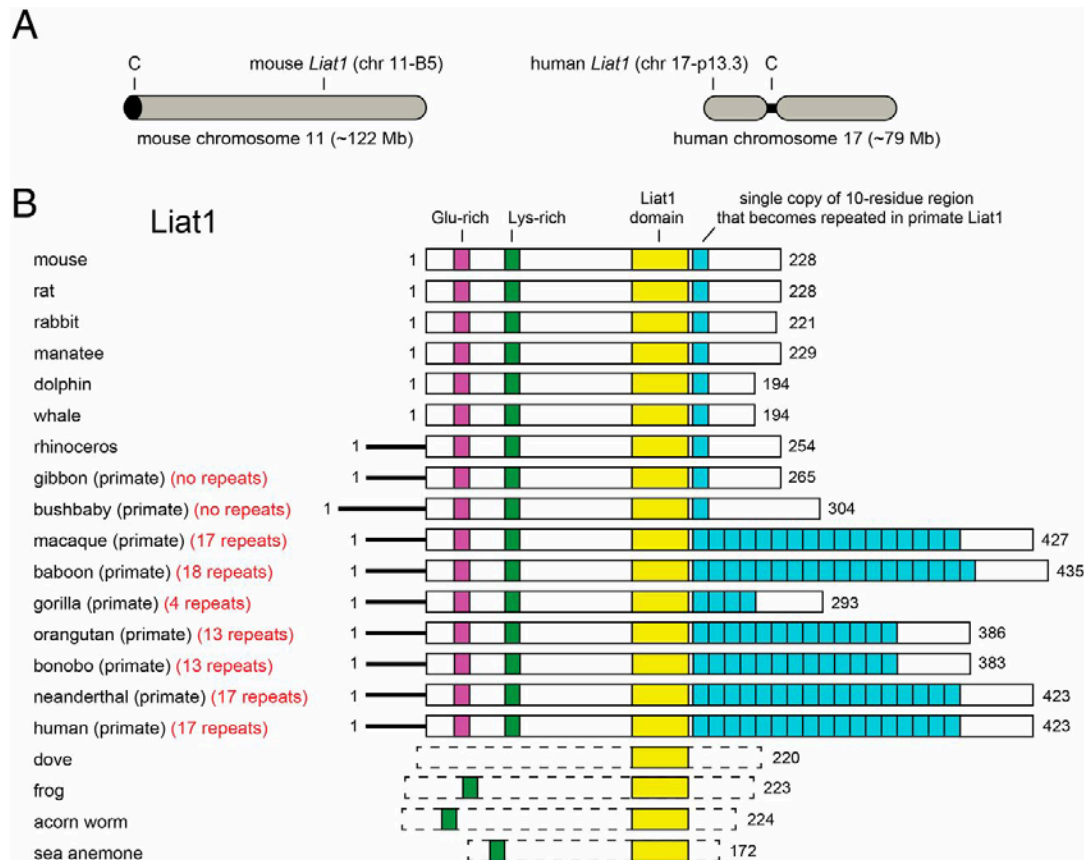 A
C
mouse Liat1 (chr 11-B5)
human Liat1 (chr 17-p13.3)
C
mouse chromosome 11 (~122 Mb)
human chromosome 17 (~79 Mb)
B
Liat1
Glu-rich
Lys-rich
Liat1
domain
single copy of 10-residue region
that becomes repeated in primate Liat1
mouse 1 228
rat 1 228
rabbit 1 221
manatee 1 229
dolphin 1 194
whale 1 194
rhinoceros 1 254
gibbon (primate) (no repeats) 1 265
bushbaby (primate) (no repeats) 1 304
macaque (primate) (17 repeats) 1 427
baboon (primate) (18 repeats) 1 435
gorilla (primate) (4 repeats) 1 293
orangutan (primate) (13 repeats) 1 386
bonobo (primate) (13 repeats) 1 383
neanderthal (primate) (17 repeats) 1 423
human (primate) (17 repeats) 1 423
dove 220
frog 223
acorn worm 224
sea anemone 172